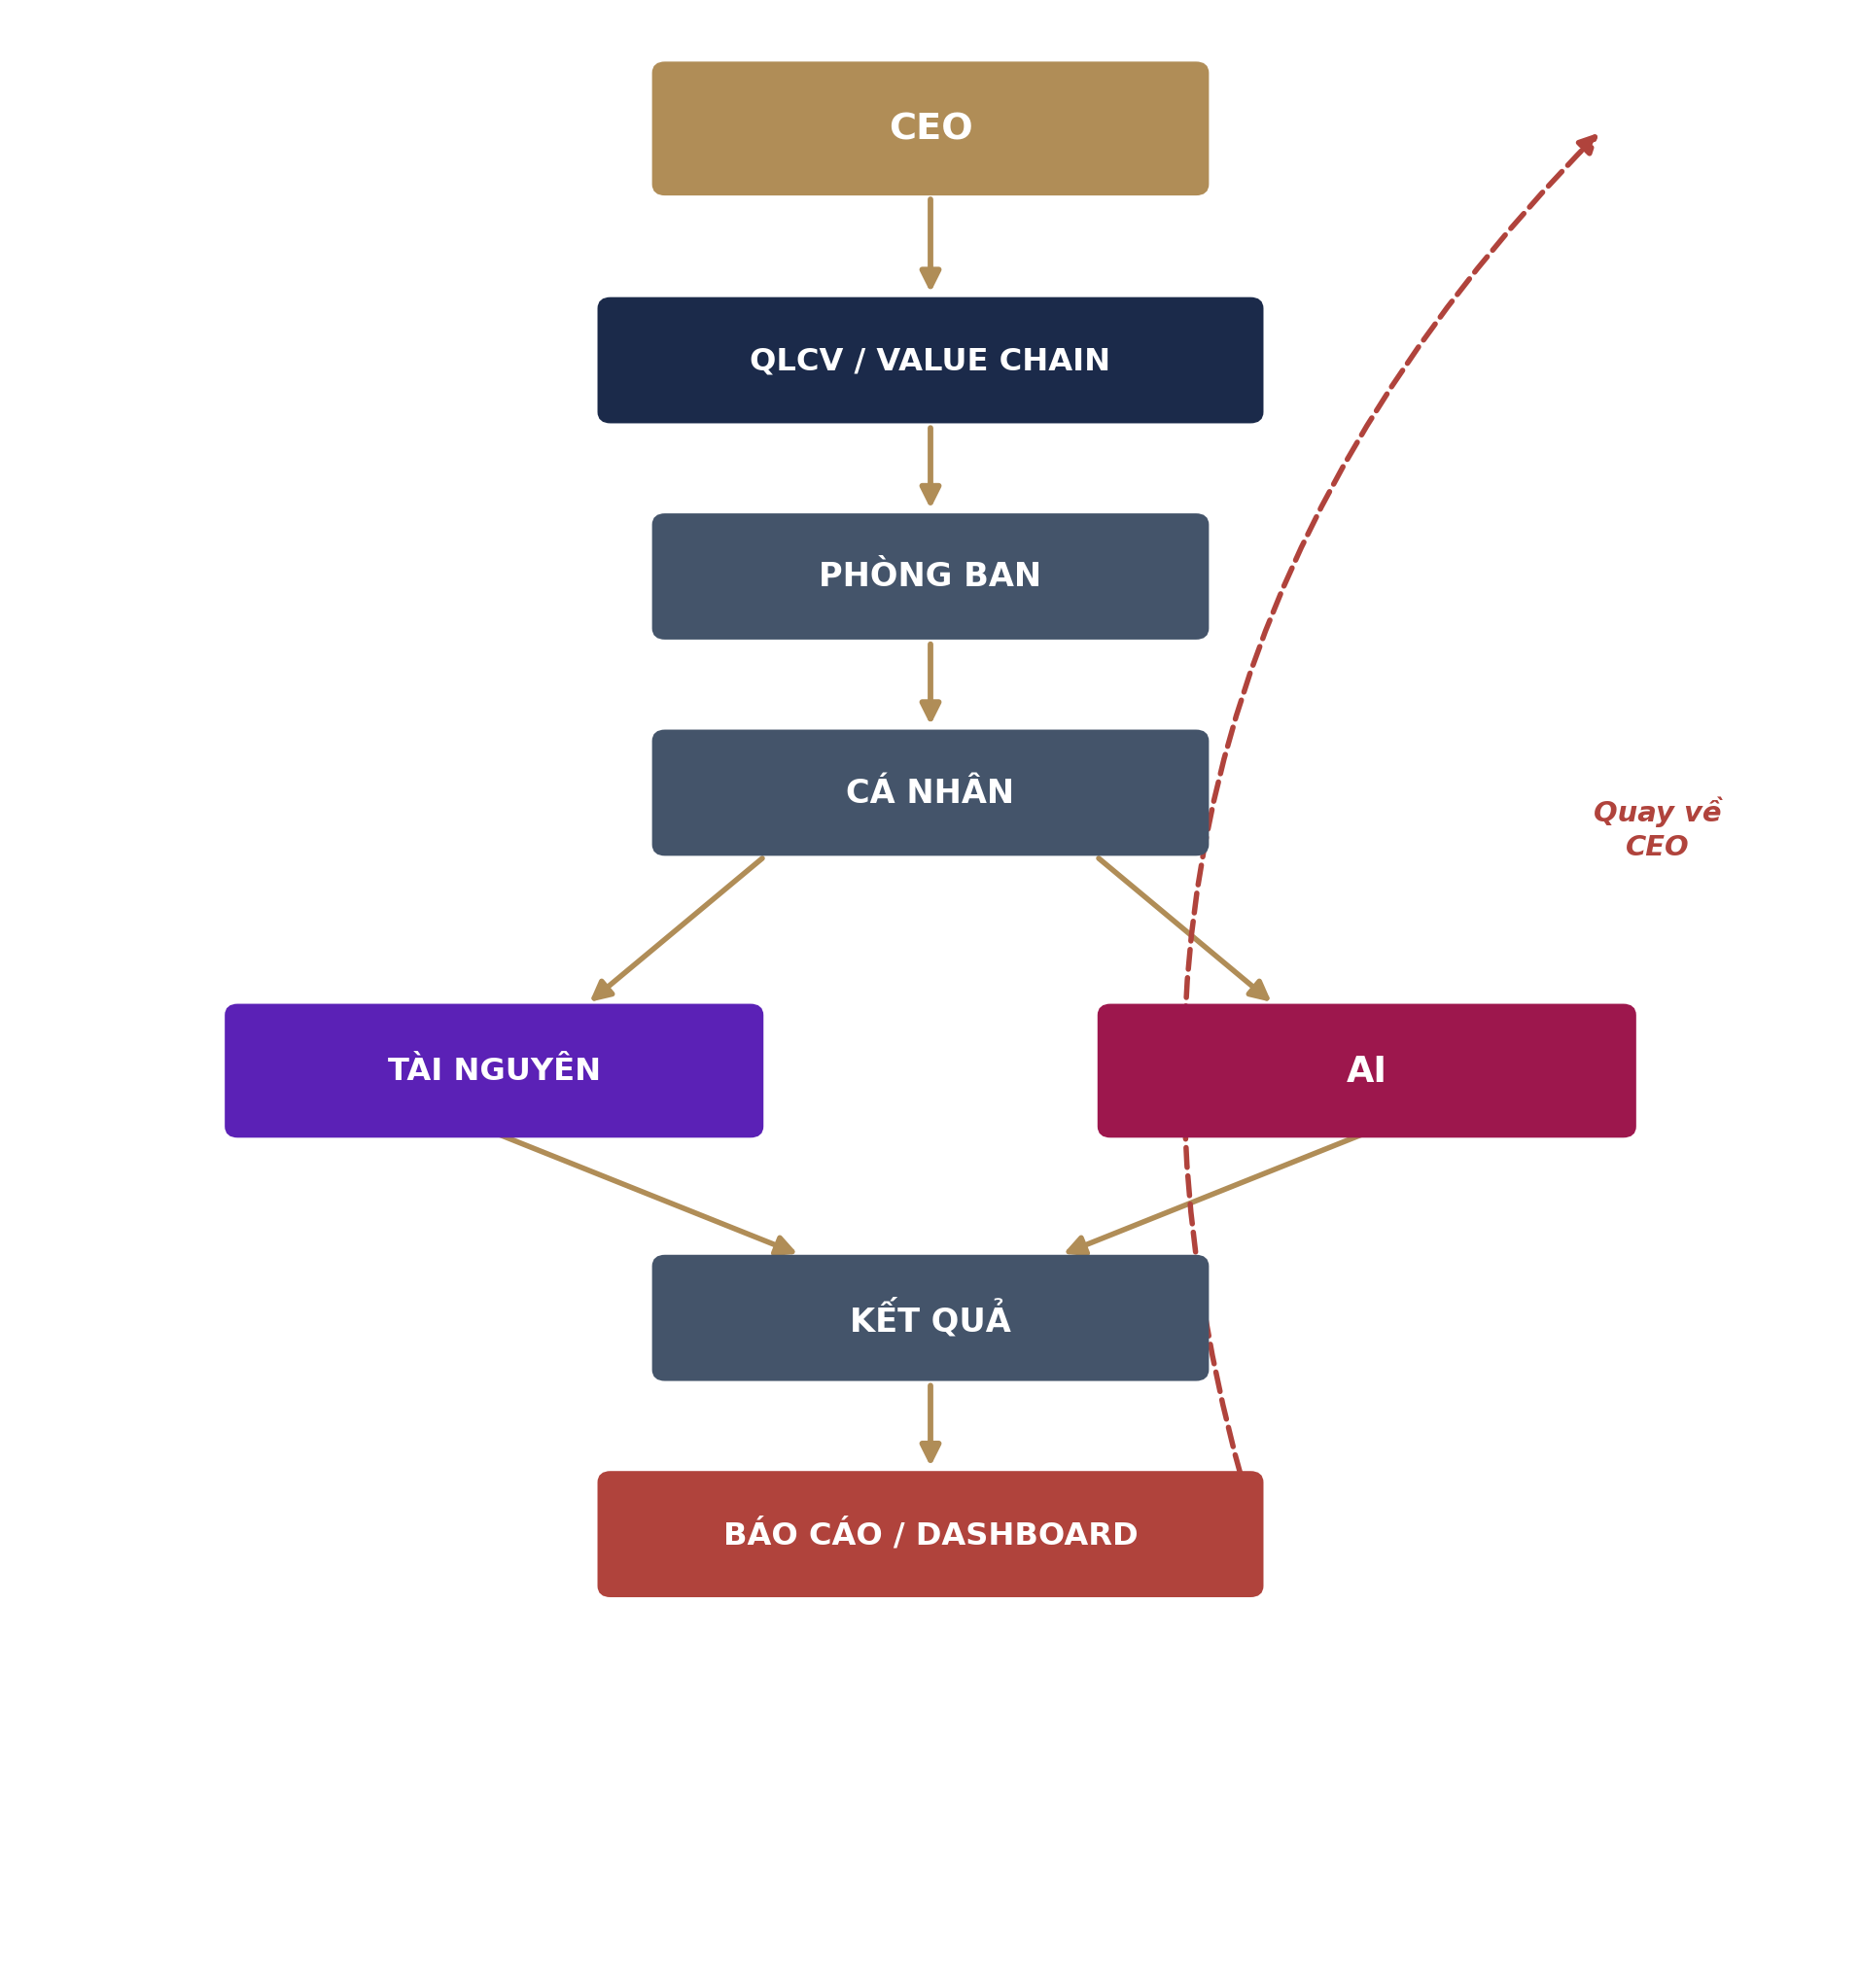 CEO
QLCV / VALUE CHAIN
PHÒNG BAN
CÁ NHÂN
Quay về
CEO
TÀI NGUYÊN
AI
KẾT QUẢ
BÁO CÁO / DASHBOARD